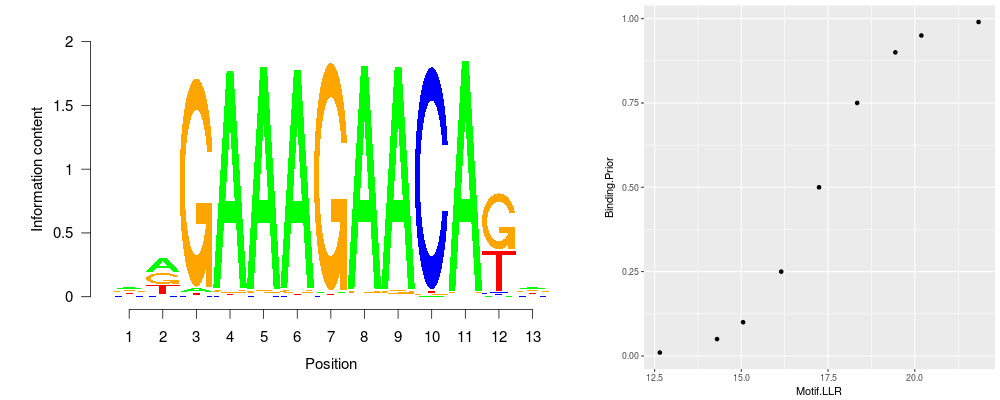 2
1.5
1
0.5
0
Information content
A G T G A A A G A A C A G T
1 2 3 4 5 6 7 8 9 10 11 12 13
Position
1.00
0.75
0.50
0.25
0.00
Binding.Prior
12.5 15.0 17.5 20.0
Motif.LLR